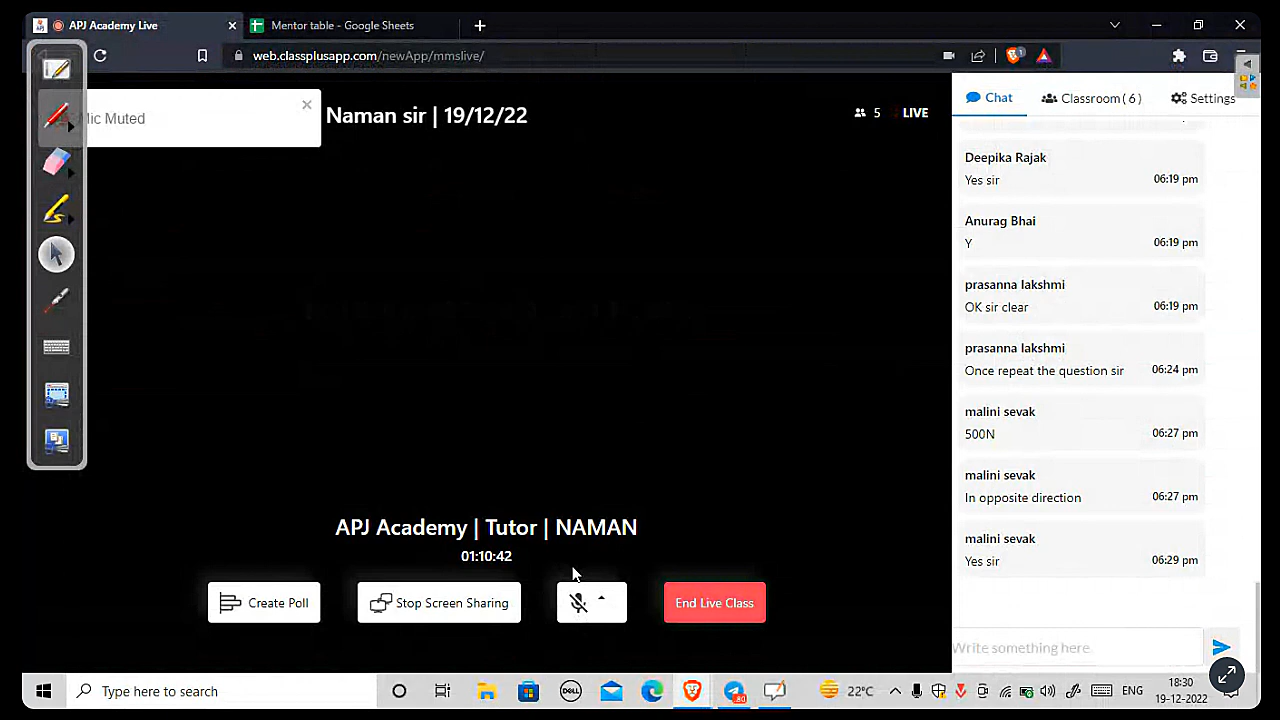 APJ Academy Live
Mentor table - Google Sheets
web.classplusapp.com/newApp/mmslive/
Mic Muted
Naman sir | 19/12/22
5 LIVE
Chat
Classroom ( 6 )
Settings
Deepika Rajak
Yes sir 06:19 pm
Anurag Bhai
Y 06:19 pm
prasanna lakshmi
OK sir clear 06:19 pm
prasanna lakshmi
Once repeat the question sir 06:24 pm
malini sevak
500N 06:27 pm
malini sevak
In opposite direction 06:27 pm
malini sevak
Yes sir 06:29 pm
APJ Academy | Tutor | NAMAN
01:10:42
Create Poll
Stop Screen Sharing
End Live Class
Write something here
Type here to search
DELL
80
22°C
ENG
18:30
19-12-2022